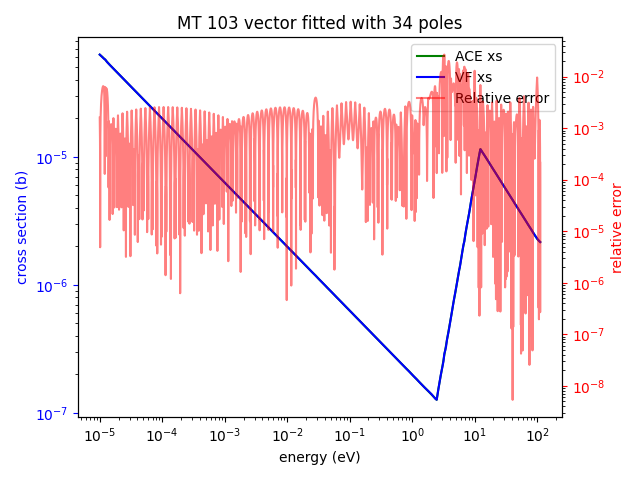 MT 103 vector fitted with 34 poles
ACE xs
VF xs
Relative error
cross section (b)
10⁻⁵
10⁻⁶
10⁻⁷
10⁻²
10⁻³
10⁻⁴
10⁻⁵
10⁻⁶
10⁻⁷
10⁻⁸
relative error
10⁻⁵ 10⁻⁴ 10⁻³ 10⁻² 10⁻¹ 10⁰ 10¹ 10²
energy (eV)